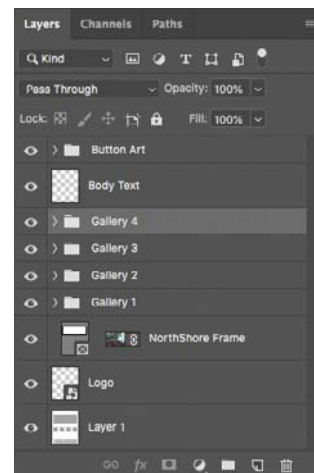 Layers Channels Paths
Kind T
Pass Through Opacity: 100%
Lock: Fill: 100%
Button Art
Body Text
Gallery 4
Gallery 3
Gallery 2
Gallery 1
NorthShore Frame
Logo
Layer 1
fx